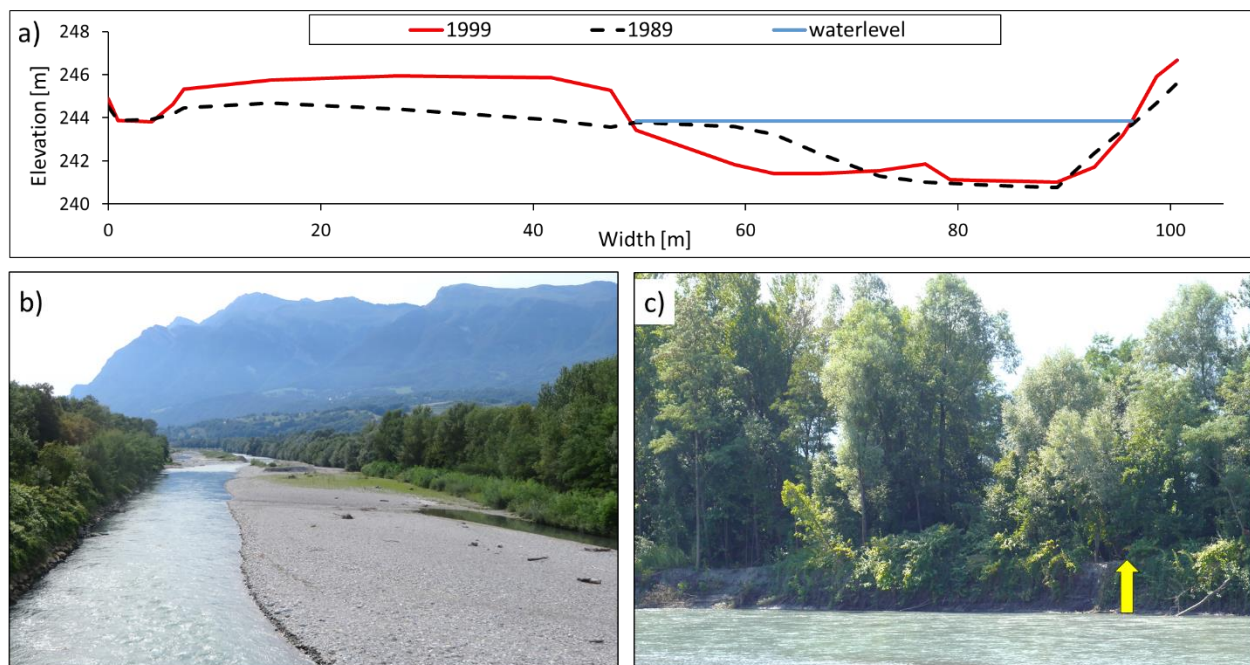 a)
1999 1989 waterlevel
Elevation [m]
248
246
244
242
240
0 20 40 60 80 100
Width [m]
b)
c)